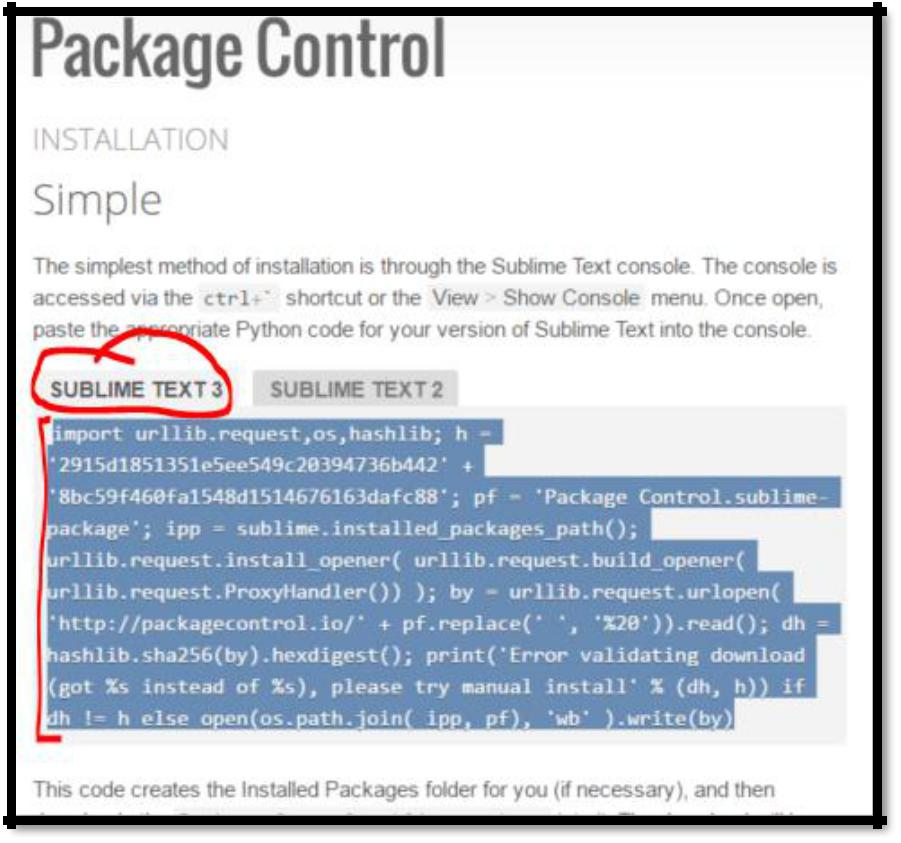 Package Control
INSTALLATION
Simple
The simplest method of installation is through the Sublime Text console. The console is
accessed via the ctrl+` shortcut or the View > Show Console menu. Once open,
paste the appropriate Python code for your version of Sublime Text into the console.
SUBLIME TEXT 3 SUBLIME TEXT 2
import urllib.request,os,hashlib; h =
'2915d1851351e5ee549c20394736b442' +
'8bc59f460fa1548d1514676163dafc88'; pf = 'Package Control.sublime-
package'; ipp = sublime.installed_packages_path();
urllib.request.install_opener( urllib.request.build_opener(
urllib.request.ProxyHandler()) ); by = urllib.request.urlopen(
'http://packagecontrol.io/' + pf.replace(' ', '%20')).read(); dh =
hashlib.sha256(by).hexdigest(); print('Error validating download
(got %s instead of %s), please try manual install' % (dh, h)) if
dh != h else open(os.path.join( ipp, pf), 'wb' ).write(by)
This code creates the Installed Packages folder for you (if necessary), and then